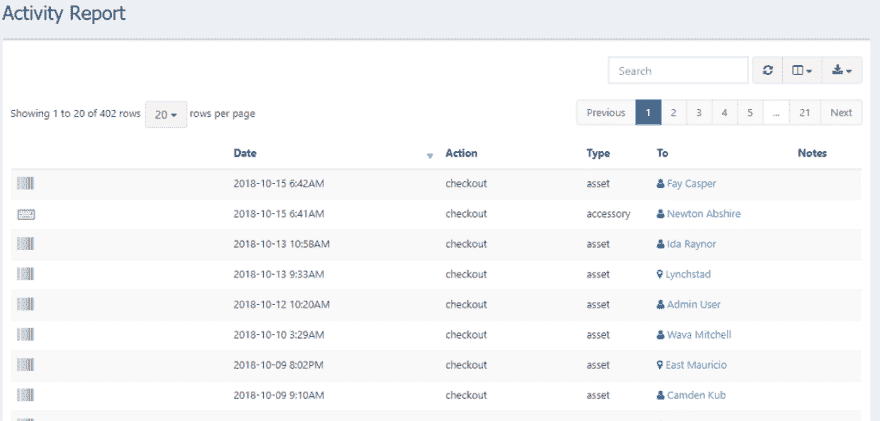 Activity Report
Search
Showing 1 to 20 of 402 rows 20 rows per page
Previous 1 2 3 4 5 ... 21 Next
Date Action Type To Notes
2018-10-15 6:42AM checkout asset Fay Casper
2018-10-15 6:41AM checkout accessory Newton Abshire
2018-10-13 10:58AM checkout asset Ida Raynor
2018-10-13 9:33AM checkout asset Lynchstad
2018-10-12 10:20AM checkout asset Admin User
2018-10-10 3:29AM checkout asset Wava Mitchell
2018-10-09 8:02PM checkout asset East Mauricio
2018-10-09 9:10AM checkout asset Camden Kub